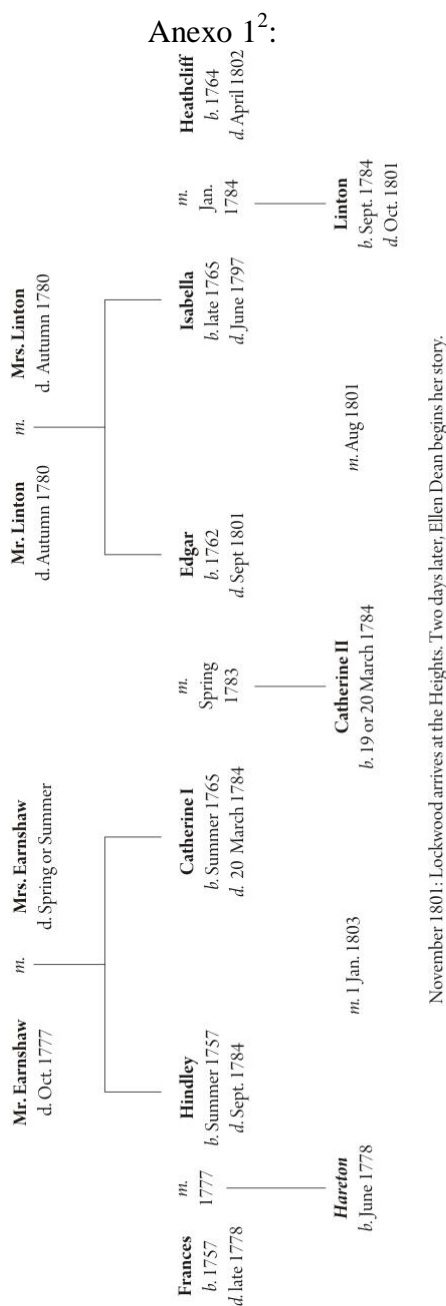 Anexo 1²:
Mr. Earnshaw
d. Oct. 1777
m.
Mrs. Earnshaw
d. Spring or Summer
Mr. Linton
d. Autumn 1780
m.
Mrs. Linton
d. Autumn 1780
Frances
b. 1757
d. late 1778
m.
1777
Hindley
b. Summer 1757
d. Sept. 1784
Catherine I
b. Summer 1765
d. 20 March 1784
m.
Spring
1783
Edgar
b. 1762
d. Sept 1801
Isabella
b. late 1765
d. June 1797
m.
Jan.
1784
Heathcliff
b. 1764
d. April 1802
Hareton
b. June 1778
m. 1 Jan. 1803
Catherine II
b. 19 or 20 March 1784
m. Aug 1801
Linton
b. Sept. 1784
d. Oct. 1801
November 1801: Lockwood arrives at the Heights. Two days later, Ellen Dean begins her story.